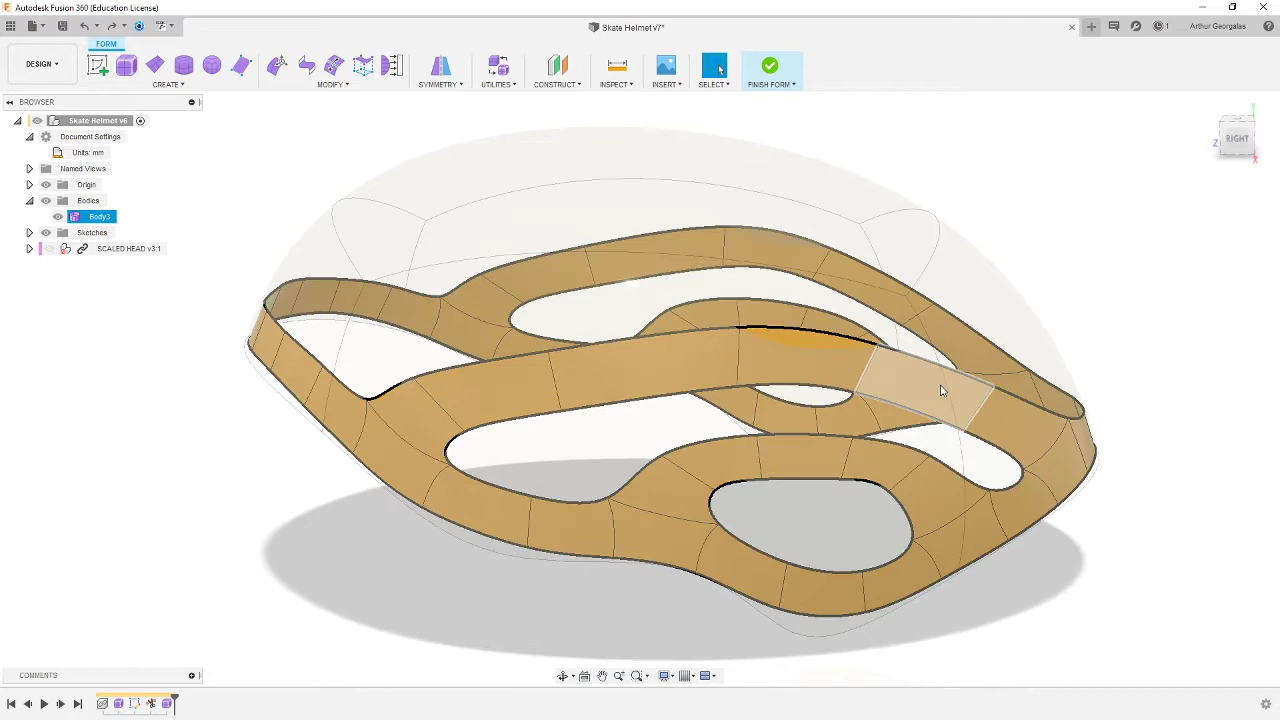 Autodesk Fusion 360 (Education License)
Skate Helmet v7*
1
Arthur Georgalas
FORM
DESIGN
CREATE
MODIFY
SYMMETRY
UTILITIES
CONSTRUCT
INSPECT
INSERT
SELECT
FINISH FORM
BROWSER
Skate Helmet v6
Document Settings
Units: mm
Named Views
Origin
Bodies
Body3
Sketches
SCALED HEAD v3:1
Y
RIGHT
Z
X
COMMENTS